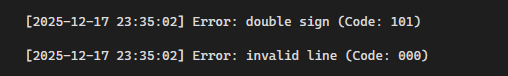 [2025-12-17 23:35:02] Error: double sign (Code: 101)
[2025-12-17 23:35:02] Error: invalid line (Code: 000)